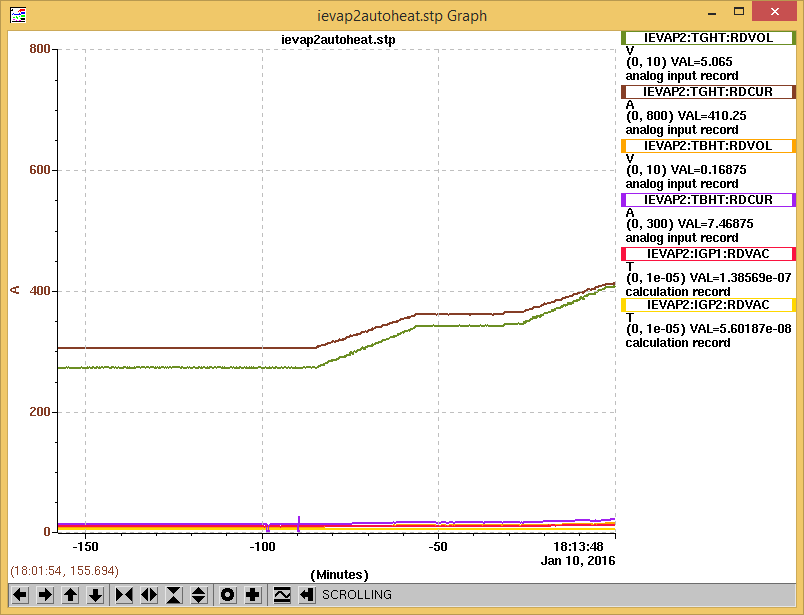 ievap2autoheat.stp Graph
ievap2autoheat.stp
800
600
A
400
200
0
-150
-100
-50
18:13:48
Jan 10, 2016
(18:01:54, 155.694)
(Minutes)
IEVAP2:TGHT:RDVOL
V
(0, 10) VAL=5.065
analog input record
IEVAP2:TGHT:RDCUR
A
(0, 800) VAL=410.25
analog input record
IEVAP2:TBHT:RDVOL
V
(0, 10) VAL=0.16875
analog input record
IEVAP2:TBHT:RDCUR
A
(0, 300) VAL=7.46875
analog input record
IEVAP2:IGP1:RDVAC
T
(0, 1e-05) VAL=1.38569e-07
calculation record
IEVAP2:IGP2:RDVAC
T
(0, 1e-05) VAL=5.60187e-08
calculation record
SCROLLING